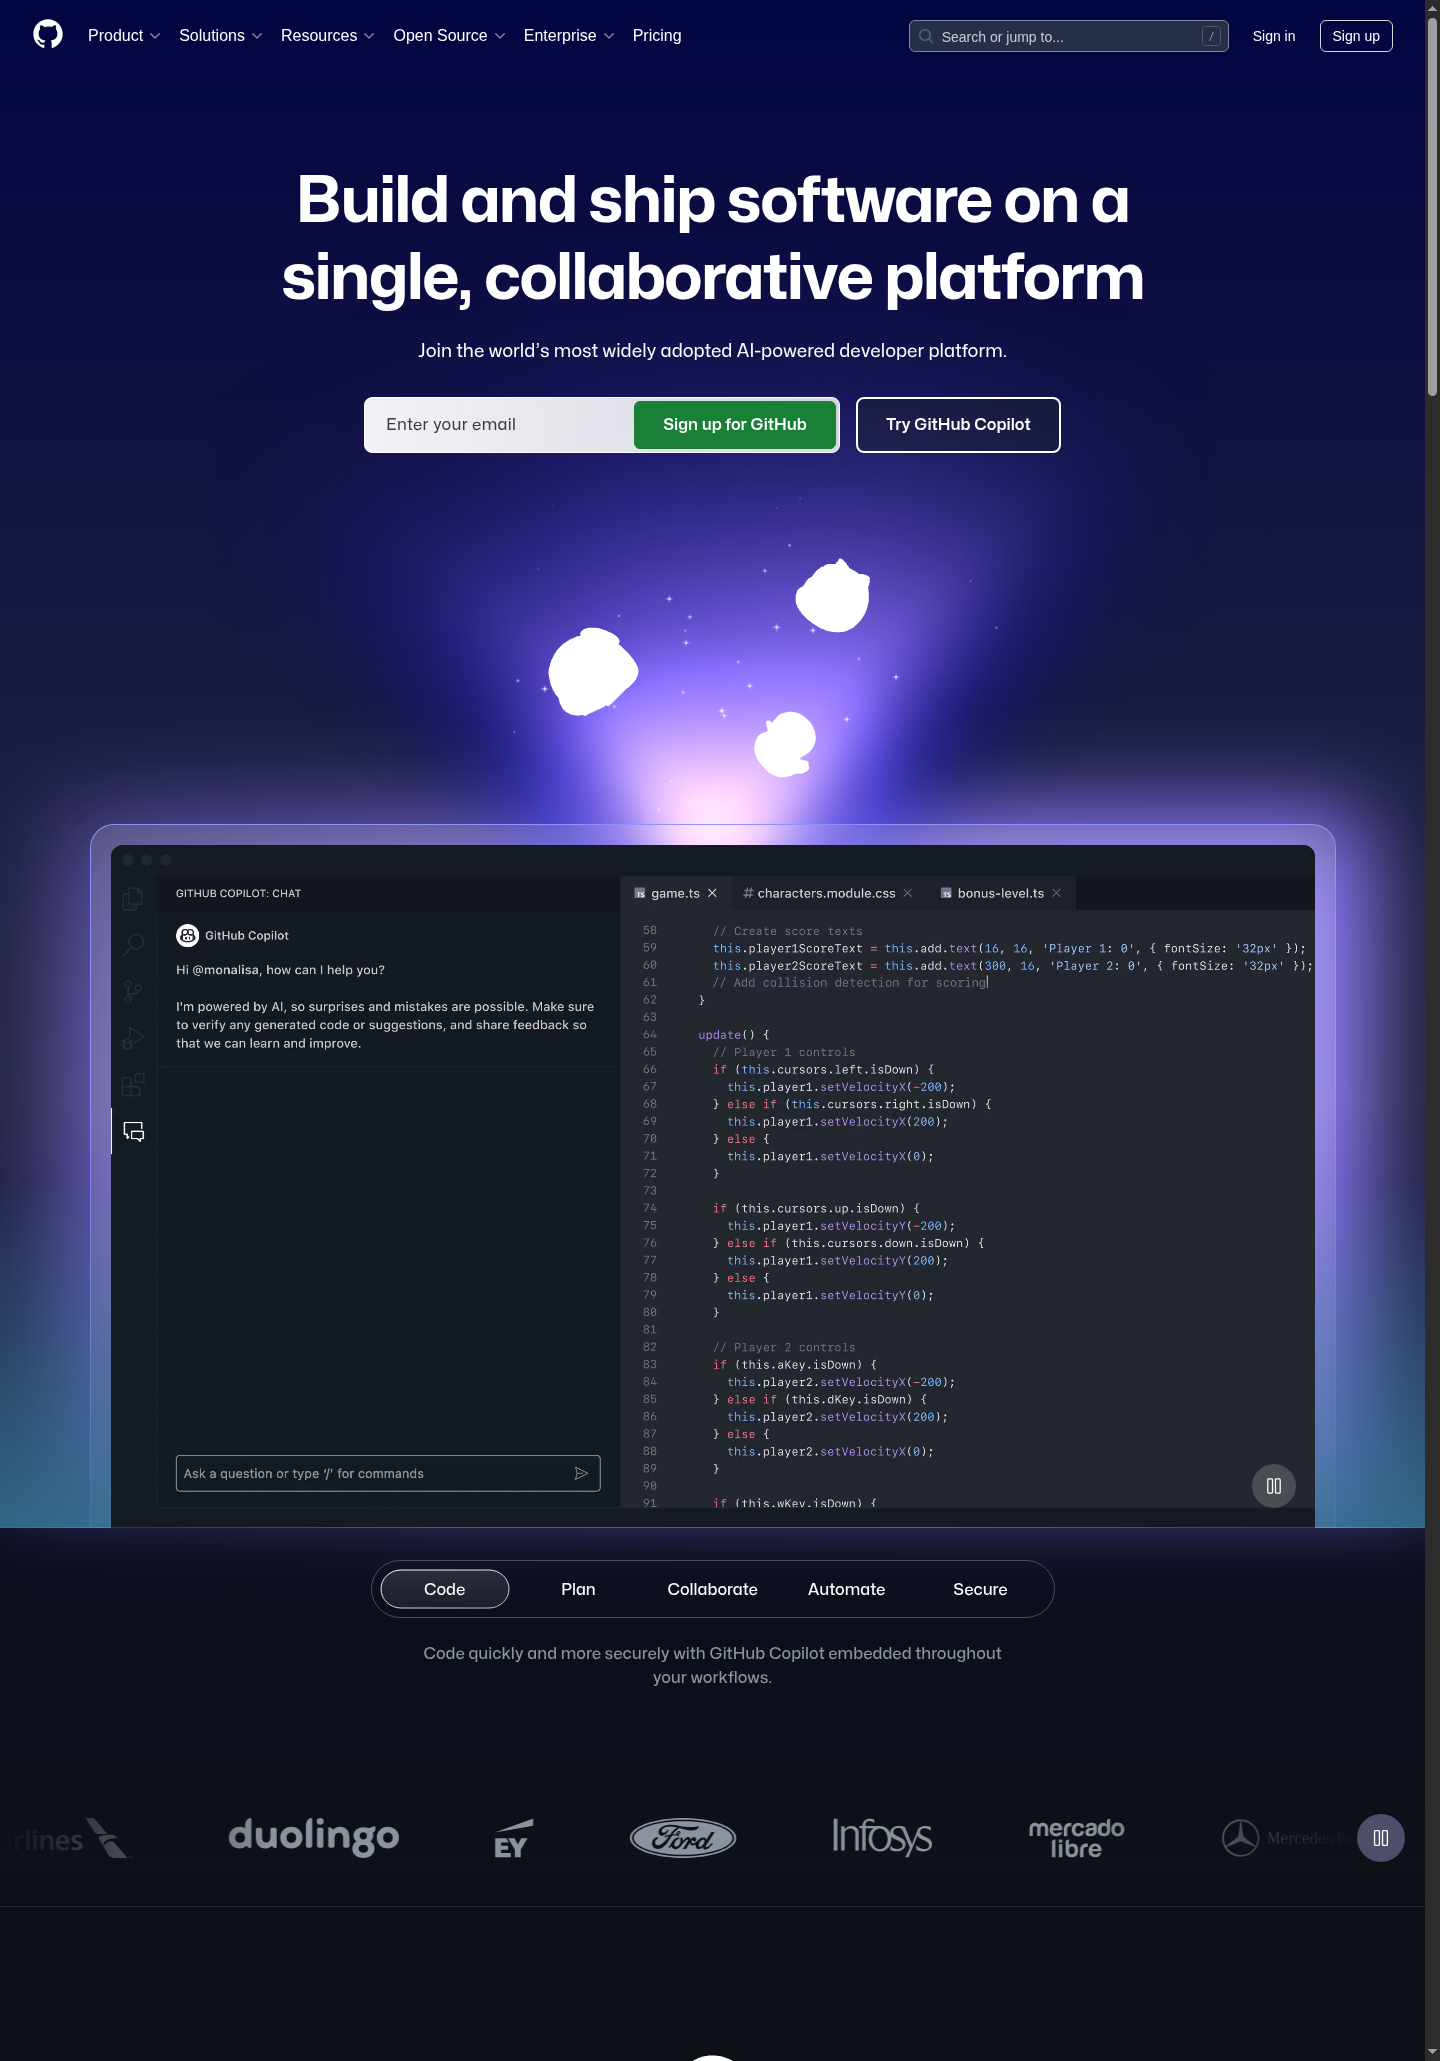 Product
Solutions
Resources
Open Source
Enterprise
Pricing
Search or jump to...
/
Sign in
Sign up
Build and ship software on a
single, collaborative platform
Join the world's most widely adopted AI-powered developer platform.
Enter your email
Sign up for GitHub
Try GitHub Copilot
GITHUB COPILOT: CHAT
GitHub Copilot
Hi @monalisa, how can I help you?
I'm powered by AI, so surprises and mistakes are possible. Make sure
to verify any generated code or suggestions, and share feedback so
that we can learn and improve.
Ask a question or type '/' for commands
TS game.ts
# characters.module.css
TS bonus-level.ts
58 // Create score texts
59 this.player1ScoreText = this.add.text(16, 16, 'Player 1: 0', { fontSize: '32px' });
60 this.player2ScoreText = this.add.text(300, 16, 'Player 2: 0', { fontSize: '32px' });
61 // Add collision detection for scoring
62 }
63
64 update() {
65 // Player 1 controls
66 if (this.cursors.left.isDown) {
67 this.player1.setVelocityX(-200);
68 } else if (this.cursors.right.isDown) {
69 this.player1.setVelocityX(200);
70 } else {
71 this.player1.setVelocityX(0);
72 }
73
74 if (this.cursors.up.isDown) {
75 this.player1.setVelocityY(-200);
76 } else if (this.cursors.down.isDown) {
77 this.player1.setVelocityY(200);
78 } else {
79 this.player1.setVelocityY(0);
80 }
81
82 // Player 2 controls
83 if (this.aKey.isDown) {
84 this.player2.setVelocityX(-200);
85 } else if (this.dKey.isDown) {
86 this.player2.setVelocityX(200);
87 } else {
88 this.player2.setVelocityX(0);
89 }
90
91 if (this.wKey.isDown) {
Code
Plan
Collaborate
Automate
Secure
Code quickly and more securely with GitHub Copilot embedded throughout
your workflows.
rlines
duolingo
EY
Ford
Infosys
mercado
libre
Mercedes-Be